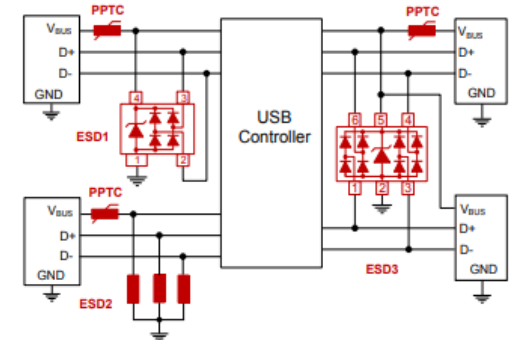 PPTC
VBUS
D+
D-
GND
4
3
ESD1
1
2
USB
Controller
PPTC
VBUS
D+
D-
GND
6
5
4
1
2
3
ESD3
PPTC
VBUS
D+
D-
GND
ESD2
VBUS
D+
D-
GND